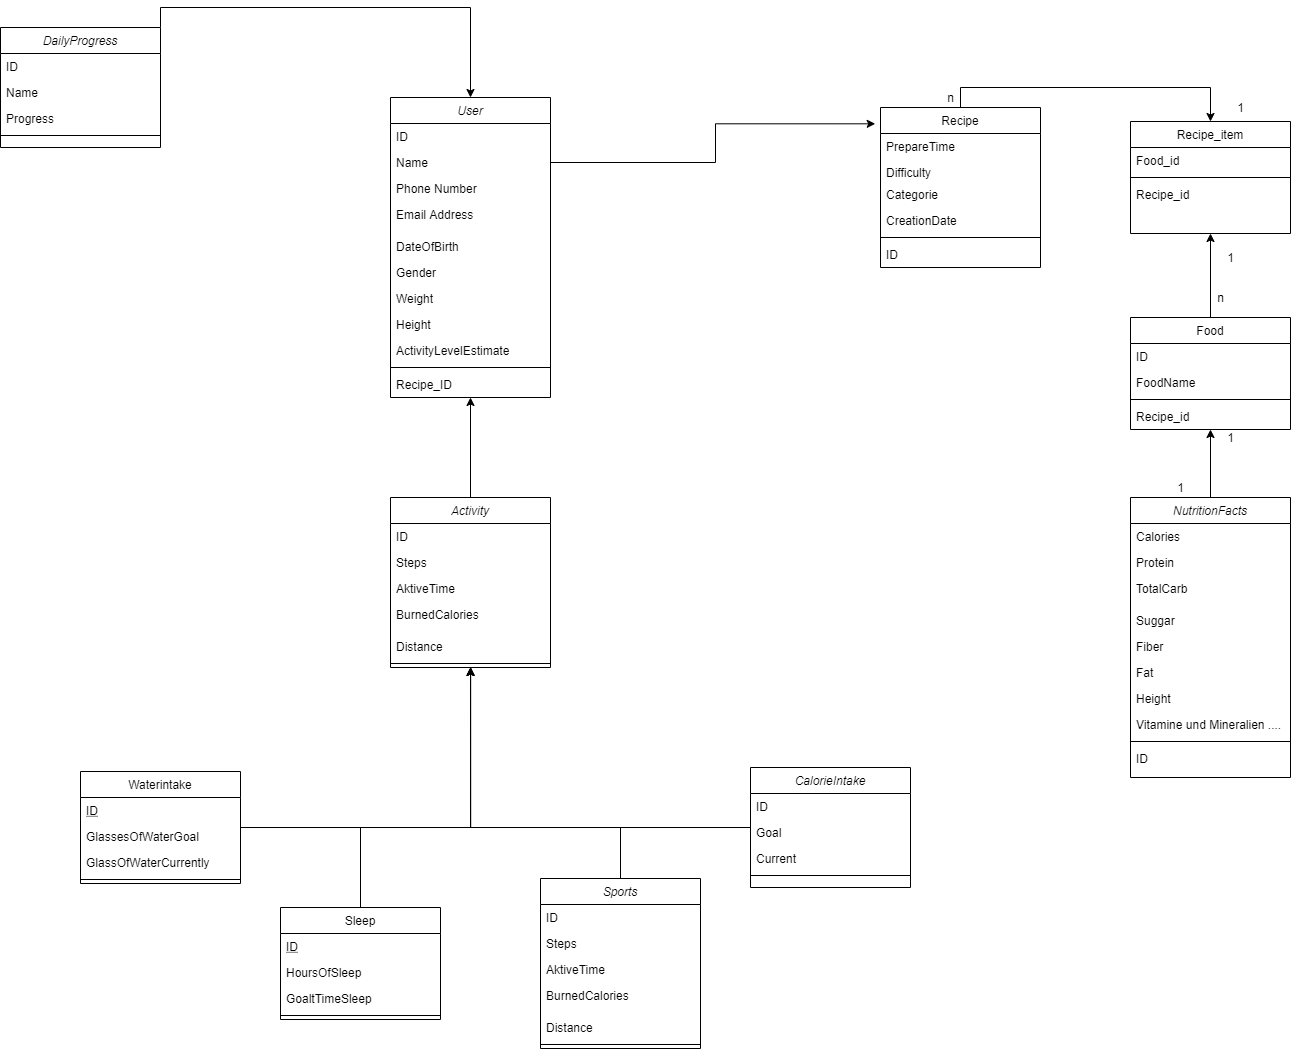 DailyProgress
ID
Name
Progress
User
ID
Name
Phone Number
Email Address
DateOfBirth
Gender
Weight
Height
ActivityLevelEstimate
Recipe_ID
n
Recipe
PrepareTime
Difficulty
Categorie
CreationDate
ID
1
Recipe_item
Food_id
Recipe_id
1
n
Food
ID
FoodName
Recipe_id
1
1
NutritionFacts
Calories
Protein
TotalCarb
Suggar
Fiber
Fat
Height
Vitamine und Mineralien ....
ID
Activity
ID
Steps
AktiveTime
BurnedCalories
Distance
Waterintake
ID
GlassesOfWaterGoal
GlassOfWaterCurrently
Sleep
ID
HoursOfSleep
GoaltTimeSleep
Sports
ID
Steps
AktiveTime
BurnedCalories
Distance
CalorieIntake
ID
Goal
Current